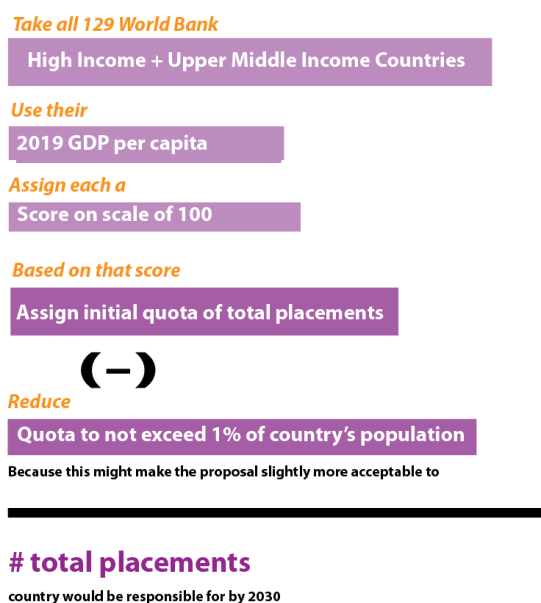 Take all 129 World Bank
High Income + Upper Middle Income Countries
Use their
2019 GDP per capita
Assign each a
Score on scale of 100
Based on that score
Assign initial quota of total placements
(–)
Reduce
Quota to not exceed 1% of country's population
Because this might make the proposal slightly more acceptable to
# total placements
country would be responsible for by 2030